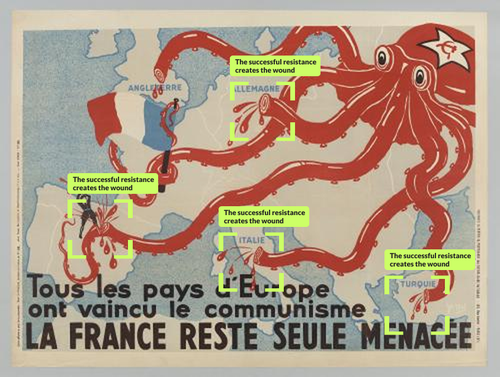 The successful resistance
creates the wound
ANGLETERRE
ALLEMAGNE
The successful resistance
creates the wound
The successful resistance
creates the wound
ITALIE
The successful resistance
creates the wound
TURQUIE
Tous les pays d'Europe
ont vaincu le communisme
LA FRANCE RESTE SEULE MENACÉE